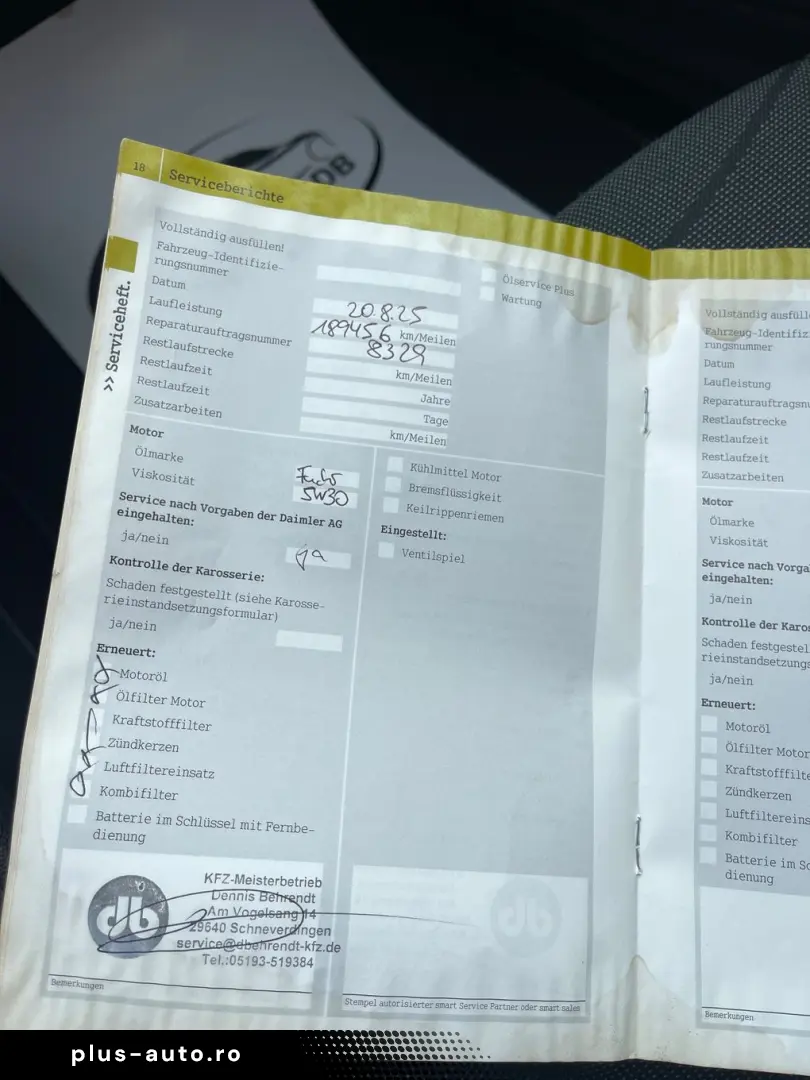 DB
18 Serviceberichte
>> Serviceheft.
Vollständig ausfüllen!
Fahrzeug-Identifizie-
rungsnummer
Datum 20.8.25
Laufleistung 189456 km/Meilen
Reparaturauftragsnummer 8329
Restlaufstrecke km/Meilen
Restlaufzeit Jahre
Restlaufzeit Tage
Zusatzarbeiten km/Meilen
Ölservice Plus
Wartung
Motor
Ölmarke Fuchs
Viskosität 5W30
Service nach Vorgaben der Daimler AG
eingehalten:
ja/nein ja
Kontrolle der Karosserie:
Schaden festgestellt (siehe Karosse-
rieinstandsetzungsformular)
ja/nein
Erneuert:
Motoröl
Ölfilter Motor
Kraftstofffilter
Zündkerzen
Luftfiltereinsatz
Kombifilter
Batterie im Schlüssel mit Fernbe-
dienung
Kühlmittel Motor
Bremsflüssigkeit
Keilrippenriemen
Eingestellt:
Ventilspiel
db
KFZ-Meisterbetrieb
Dennis Behrendt
Am Vogelsang 14
29640 Schneverdingen
service@dbehrendt-kfz.de
Tel.:05193-519384
Bemerkungen
db
Stempel autorisierter smart Service Partner oder smart sales
Vollständig ausfülle
Fahrzeug-Identifiz
rungsnummer
Datum
Laufleistung
Reparaturauftragsnu
Restlaufstrecke
Restlaufzeit
Restlaufzeit
Zusatzarbeiten
Motor
Ölmarke
Viskosität
Service nach Vorga
eingehalten:
ja/nein
Kontrolle der Karos
Schaden festgestel
rieinstandsetzungs
ja/nein
Erneuert:
Motoröl
Ölfilter Motor
Kraftstofffilte
Zündkerzen
Luftfiltereins
Kombifilter
Batterie im Sc
dienung
Bemerkungen
plus-auto.ro